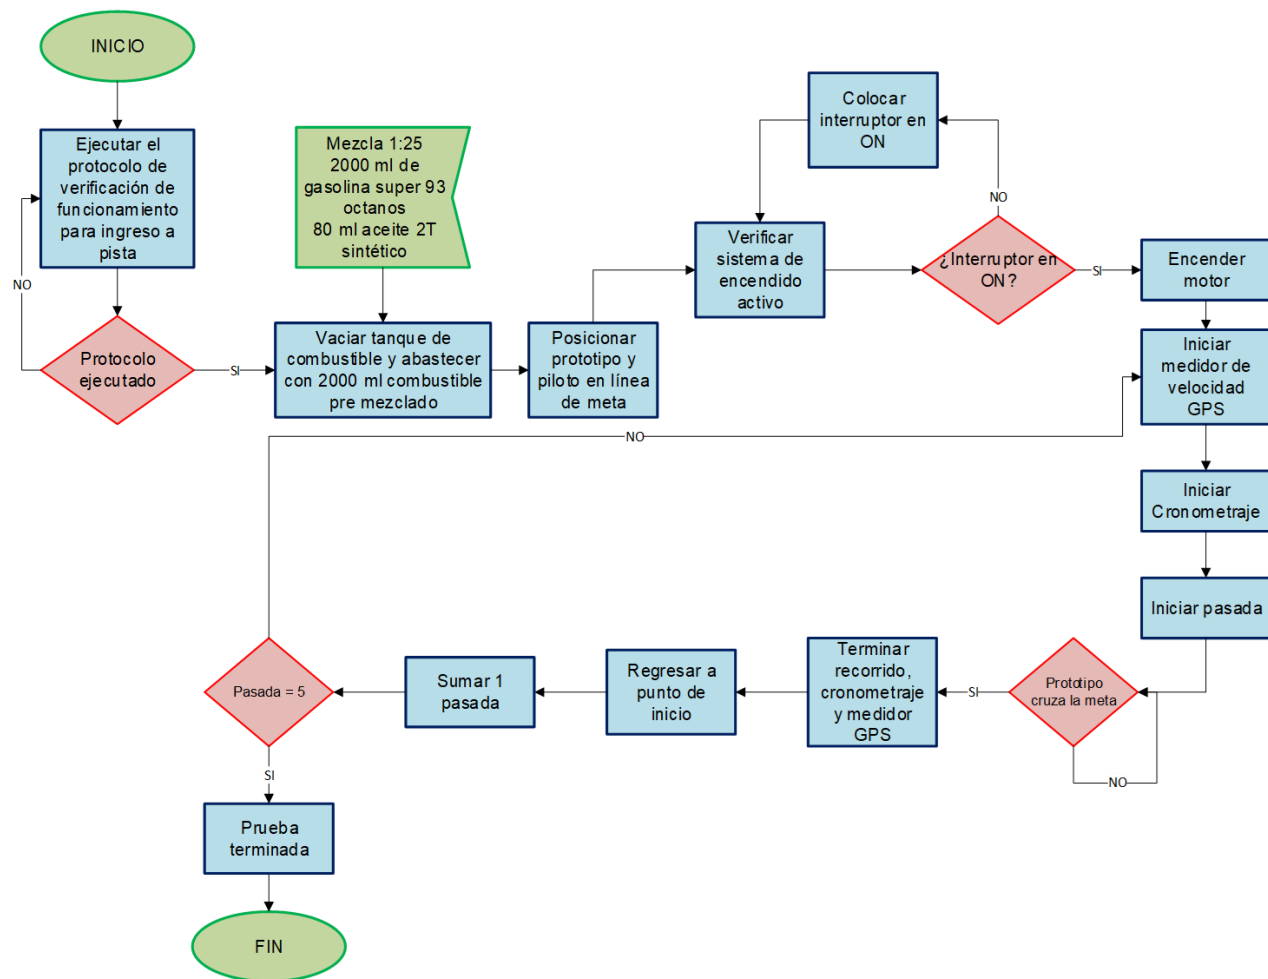 INICIO
Ejecutar el
protocolo de
verificación de
funcionamiento
para ingreso a
pista
NO
Protocolo
ejecutado
SI
Mezcla 1:25
2000 ml de
gasolina super 93
octanos
80 ml aceite 2T
sintético
Vaciar tanque de
combustible y abastecer
con 2000 ml combustible
pre mezclado
Posicionar
prototipo y
piloto en línea
de meta
Verificar
sistema de
encendido
activo
Colocar
interruptor en
ON
NO
¿Interruptor en
ON?
SI
Encender
motor
Iniciar
medidor de
velocidad
GPS
Iniciar
Cronometraje
Iniciar pasada
Prototipo
cruza la meta
NO
SI
Terminar
recorrido,
cronometraje
y medidor
GPS
Regresar a
punto de
inicio
Sumar 1
pasada
Pasada = 5
NO
SI
Prueba
terminada
FIN